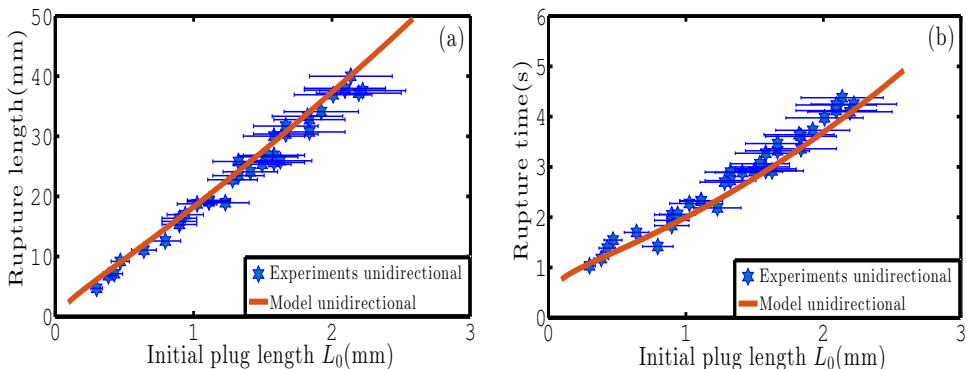 (a)
Rupture length(mm)
50
40
30
20
10
0
0 1 2 3
Initial plug length L₀(mm)
Experiments unidirectional
Model unidirectional
(b)
Rupture time(s)
6
5
4
3
2
1
0
0 1 2 3
Initial plug length L₀(mm)
Experiments unidirectional
Model unidirectional